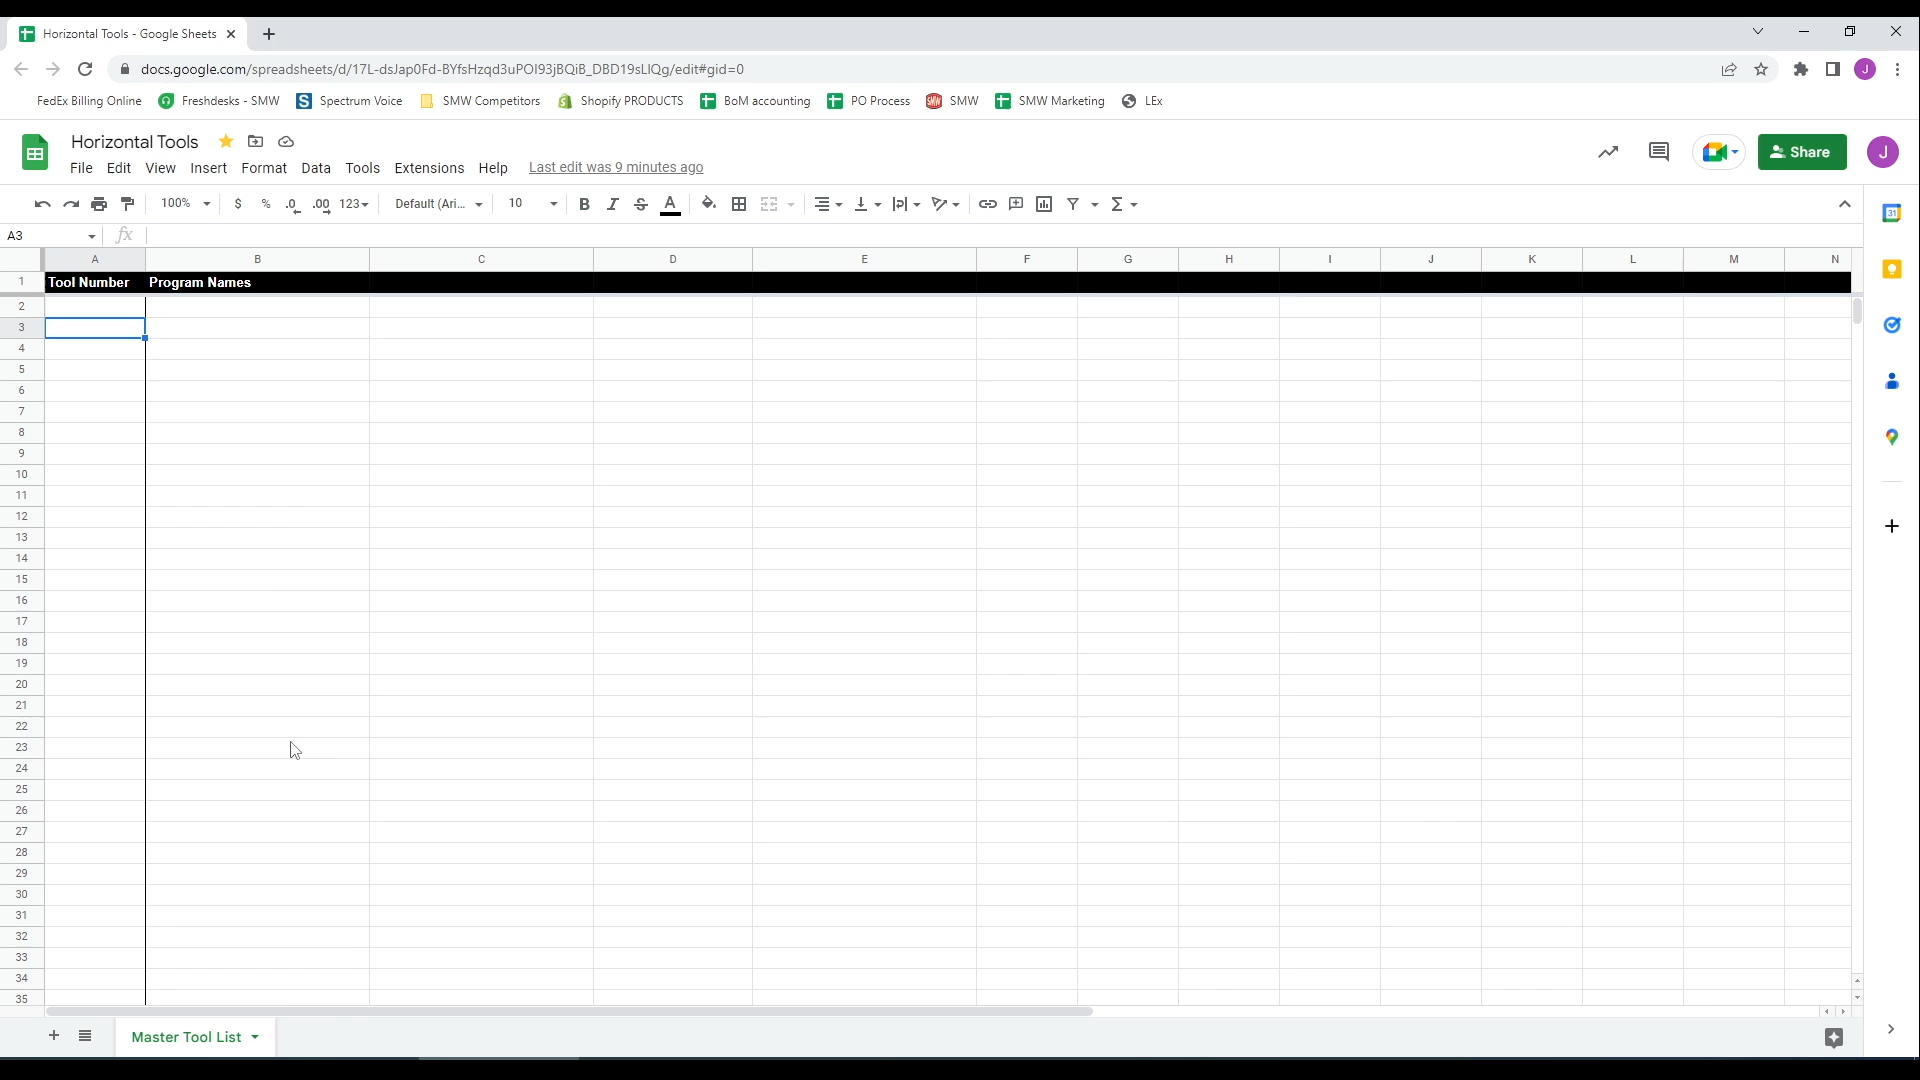 Horizontal Tools - Google Sheets
docs.google.com/spreadsheets/d/17L-dsJap0Fd-BYfsHzqd3uPOI93jBQiB_DBD19sLIQg/edit#gid=0
J
FedEx Billing Online Freshdesks - SMW Spectrum Voice SMW Competitors Shopify PRODUCTS BoM accounting PO Process SMW SMW Marketing LEx
Horizontal Tools
File Edit View Insert Format Data Tools Extensions Help Last edit was 9 minutes ago
Share
J
100% $ % .0 .00 123 Default (Ari... 10 B I S A Σ
31
A3 fx
A B C D E F G H I J K L M N
1 Tool Number Program Names
2
3
4
5
6
7
8
9
10
11
12
13
14
15
16
17
18
19
20
21
22
23
24
25
26
27
28
29
30
31
32
33
34
35
Master Tool List